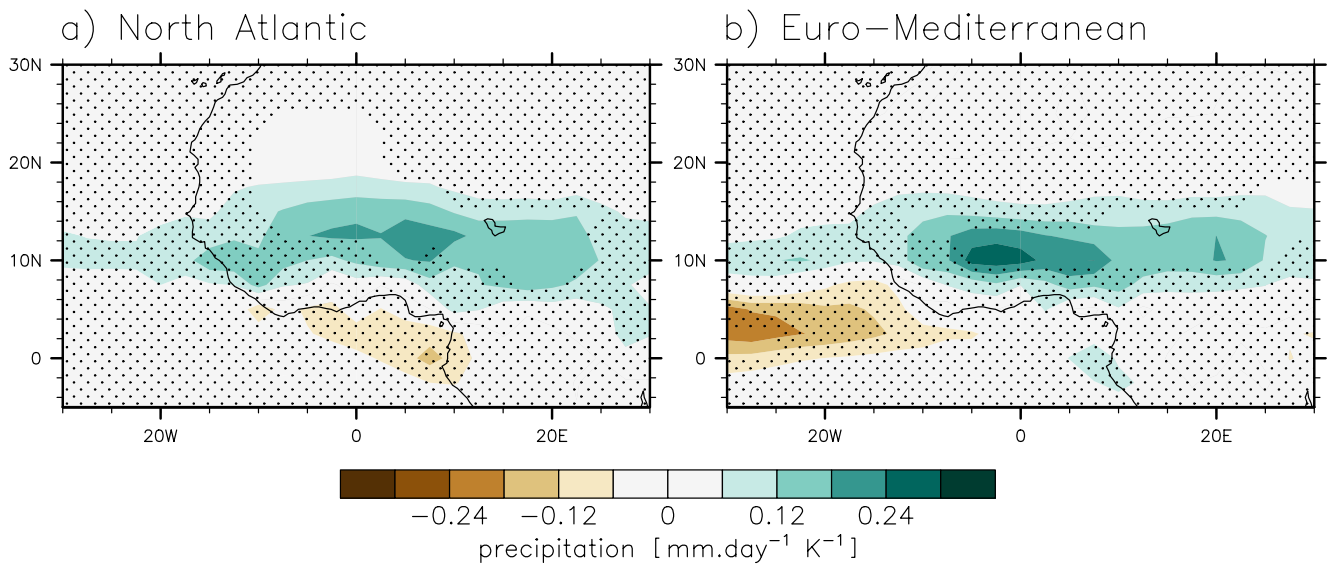 a) North Atlantic
b) Euro−Mediterranean
30N
20N
10N
0
20W
0
20E
30N
20N
10N
0
20W
0
20E
−0.24
−0.12
0
0.12
0.24
precipitation [mm.day⁻¹ K⁻¹]